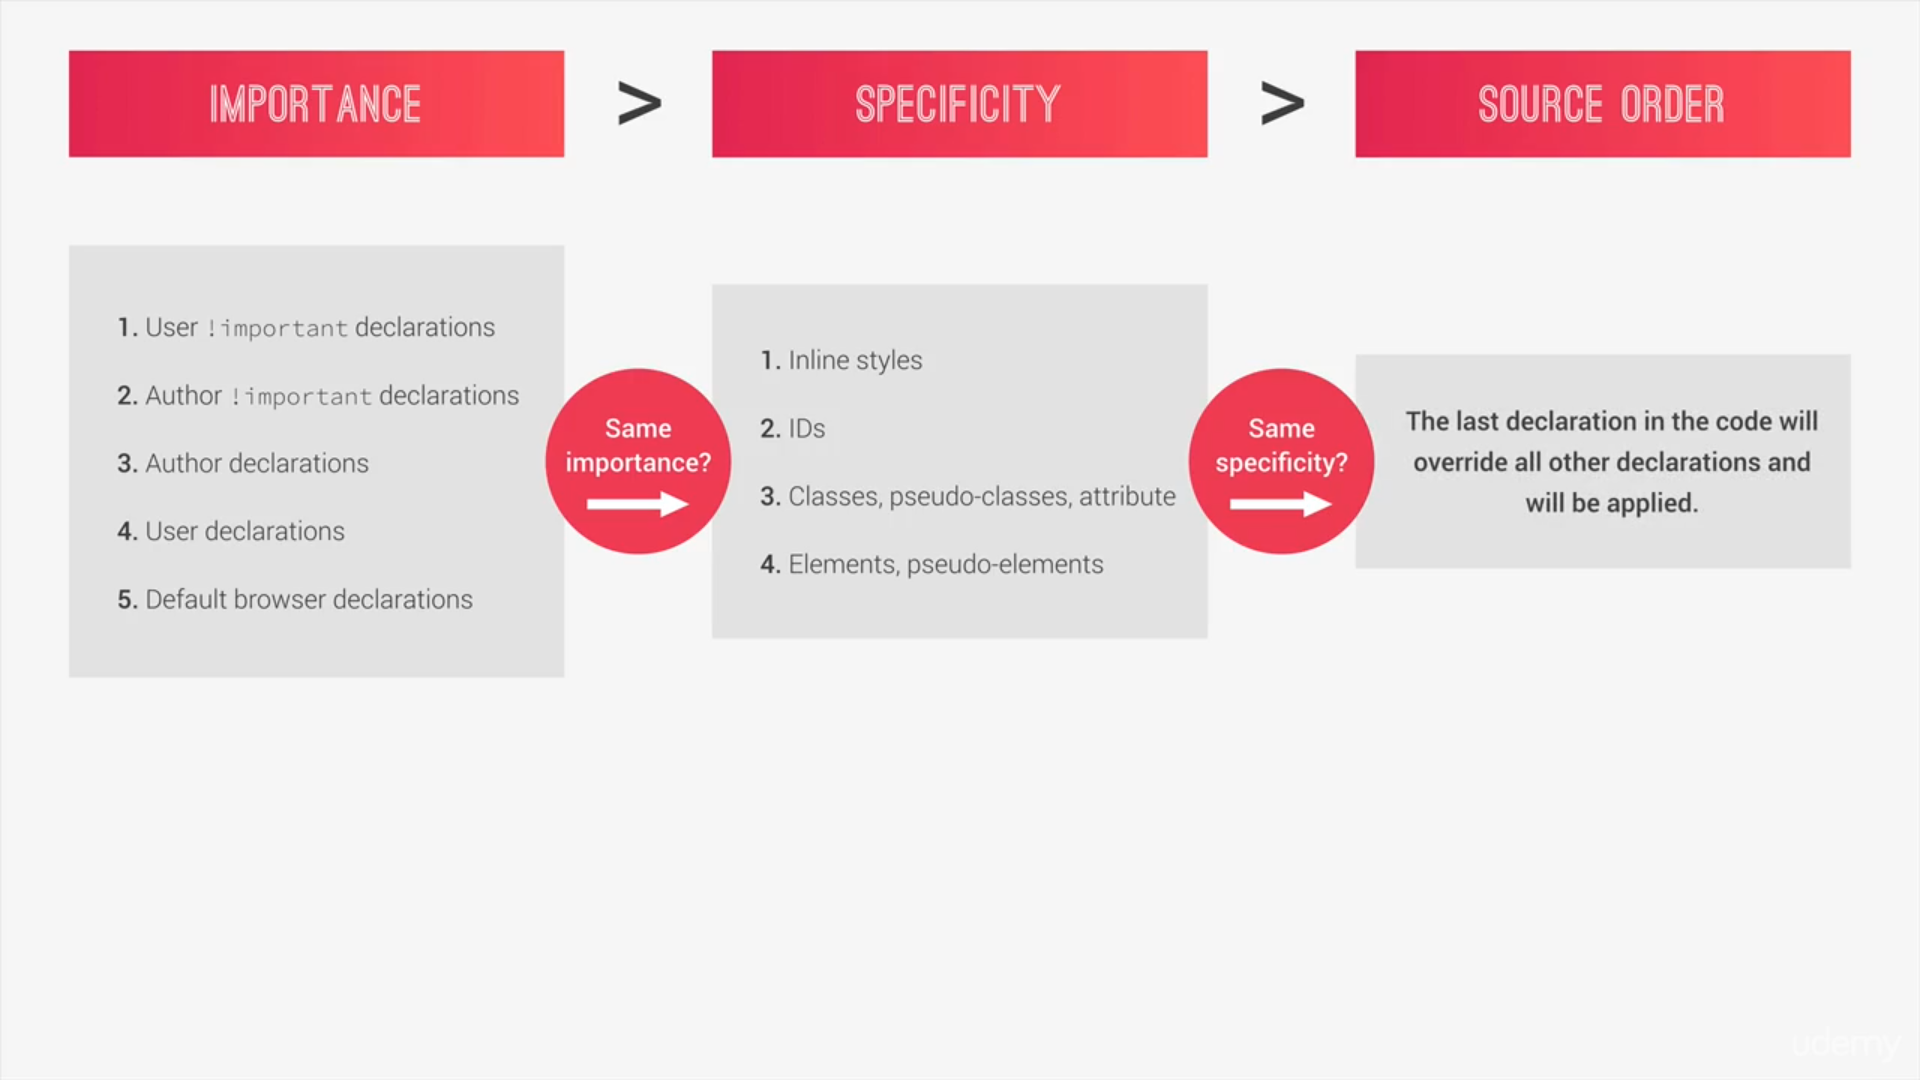 IMPORTANCE
>
SPECIFICITY
>
SOURCE ORDER
1. User !important declarations
2. Author !important declarations
3. Author declarations
4. User declarations
5. Default browser declarations
Same
importance?
1. Inline styles
2. IDs
3. Classes, pseudo-classes, attribute
4. Elements, pseudo-elements
Same
specificity?
The last declaration in the code will
override all other declarations and
will be applied.
udemy